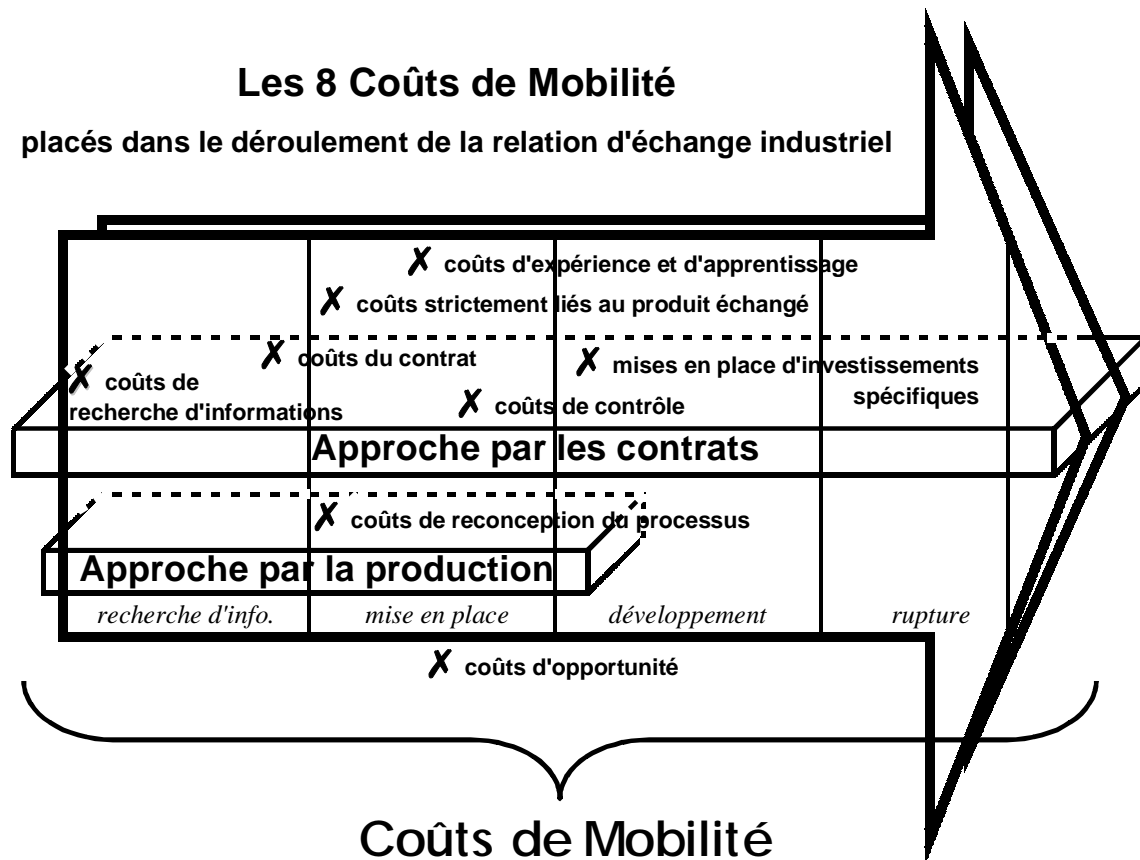 Les 8 Coûts de Mobilité
placés dans le déroulement de la relation d'échange industriel
✗ coûts d'expérience et d'apprentissage
✗ coûts strictement liés au produit échangé
✗ coûts du contrat
✗ mises en place d'investissements
spécifiques
✗ coûts de
recherche d'informations
✗ coûts de contrôle
Approche par les contrats
✗ coûts de reconception du processus
Approche par la production
recherche d'info.
mise en place
développement
rupture
✗ coûts d'opportunité
Coûts de Mobilité